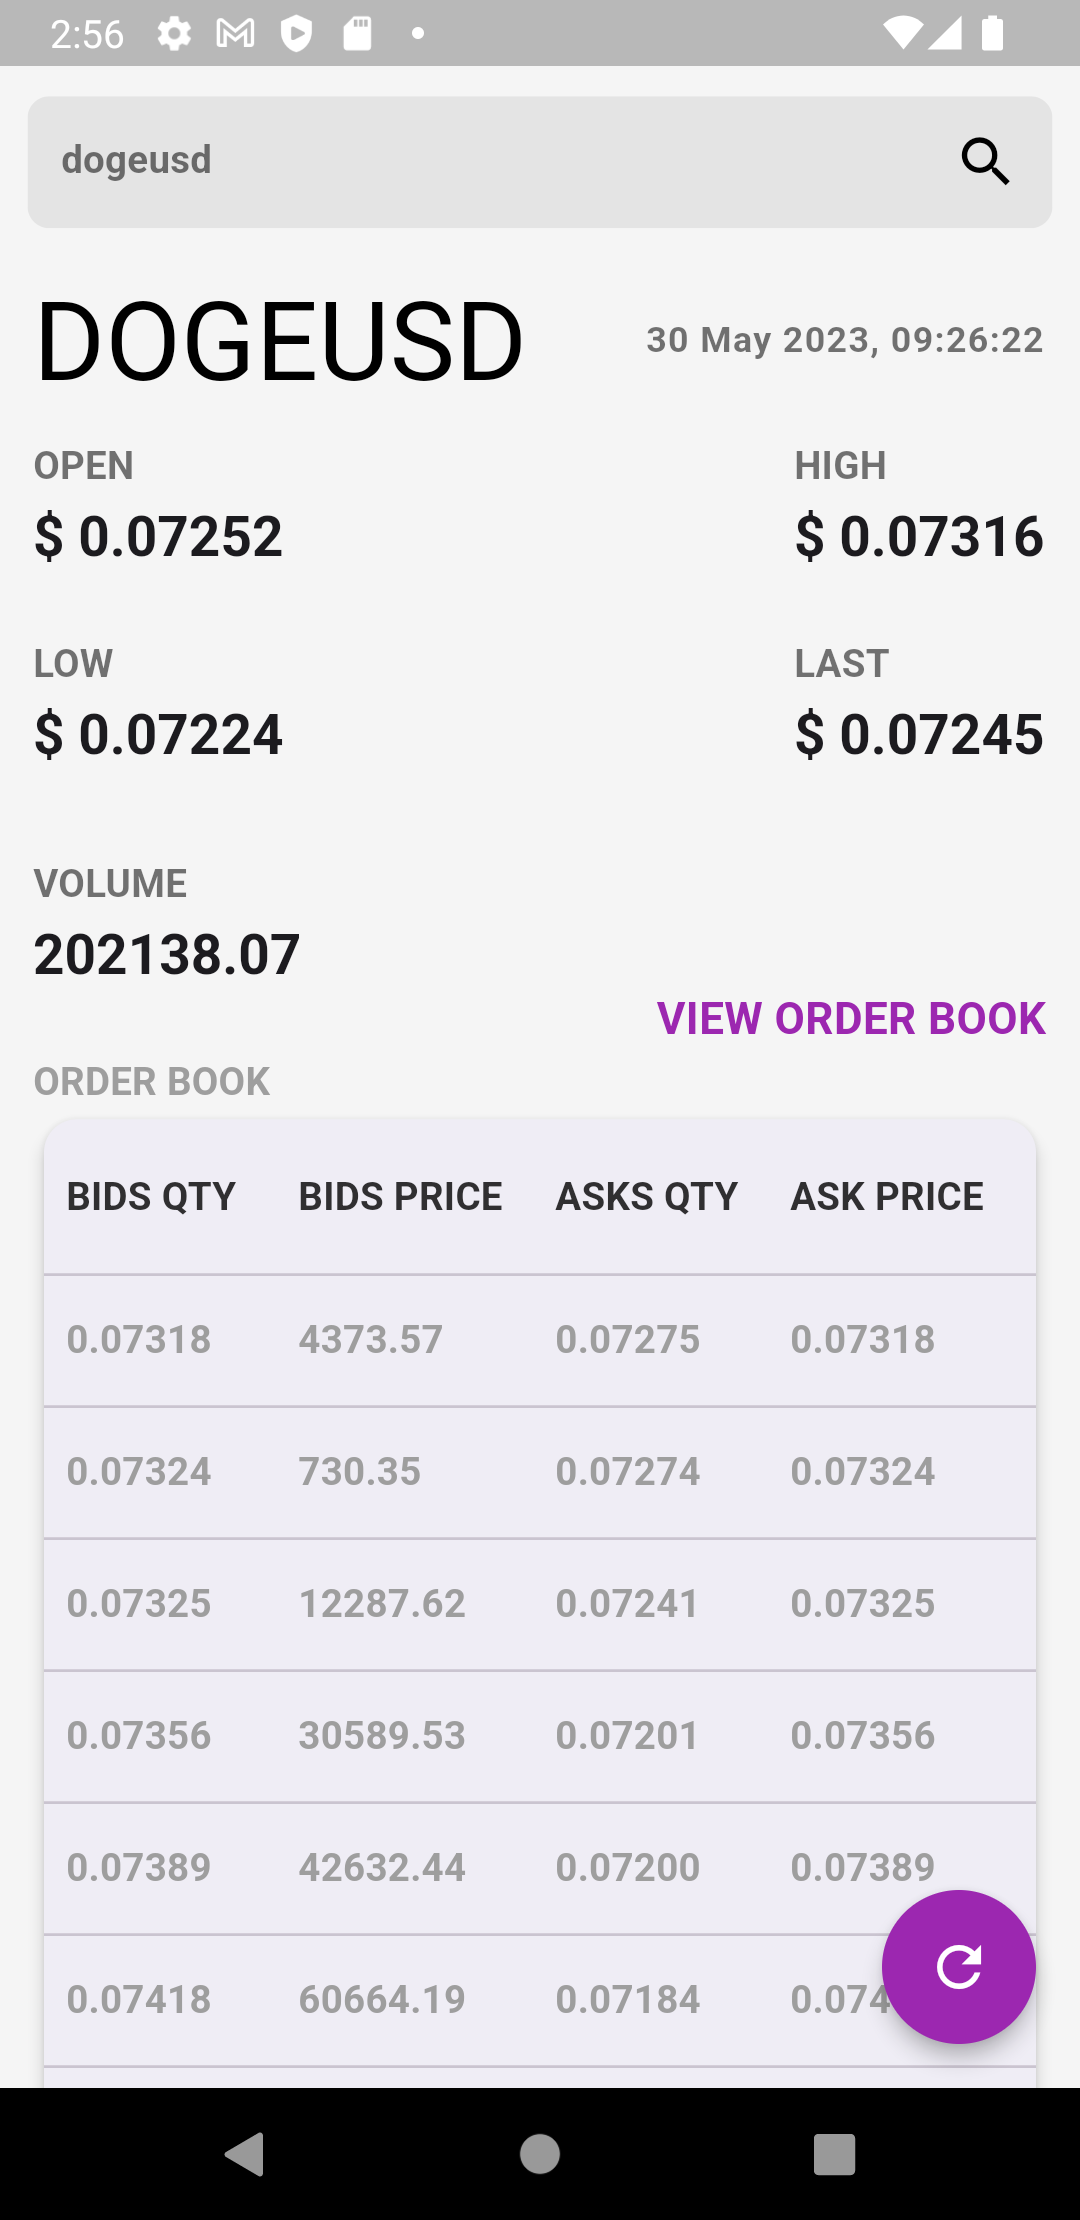 2:56
dogeusd
DOGEUSD
30 May 2023, 09:26:22
OPEN HIGH
$ 0.07252 $ 0.07316
LOW LAST
$ 0.07224 $ 0.07245
VOLUME
202138.07
VIEW ORDER BOOK
ORDER BOOK
BIDS QTY BIDS PRICE ASKS QTY ASK PRICE
0.07318 4373.57 0.07275 0.07318
0.07324 730.35 0.07274 0.07324
0.07325 12287.62 0.07241 0.07325
0.07356 30589.53 0.07201 0.07356
0.07389 42632.44 0.07200 0.07389
0.07418 60664.19 0.07184